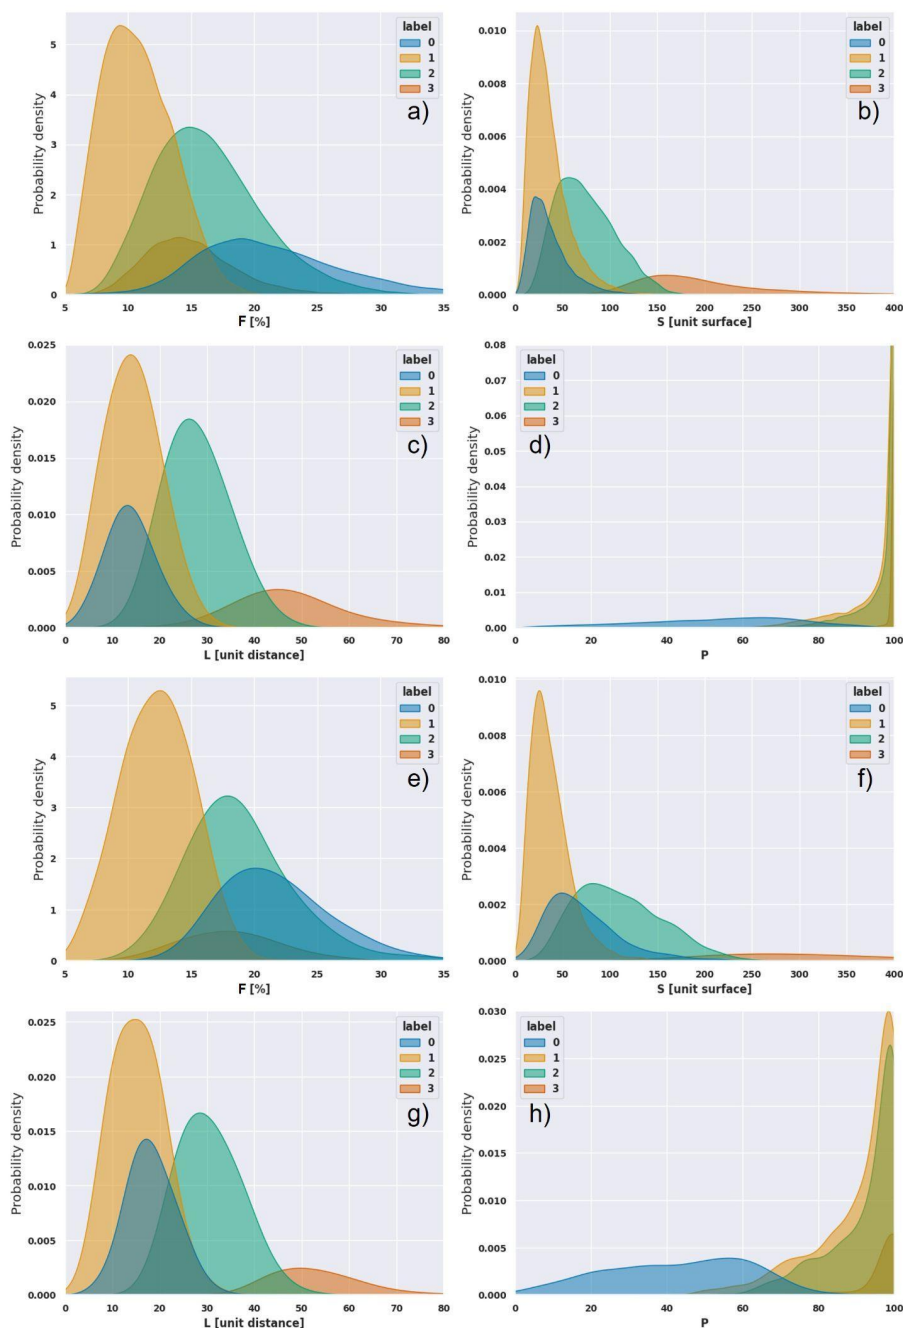 label
0
1
2
3
a)
Probability density
5
4
3
2
1
0
5 10 15 20 25 30 35
F [%]
label
0
1
2
3
b)
Probability density
0.010
0.008
0.006
0.004
0.002
0.000
0 50 100 150 200 250 300 350 400
S [unit surface]
label
0
1
2
3
c)
Probability density
0.025
0.020
0.015
0.010
0.005
0.000
0 10 20 30 40 50 60 70 80
L [unit distance]
label
0
1
2
3
d)
Probability density
0.08
0.07
0.06
0.05
0.04
0.03
0.02
0.01
0.00
0 20 40 60 80 100
P
label
0
1
2
3
e)
Probability density
5
4
3
2
1
0
5 10 15 20 25 30 35
F [%]
label
0
1
2
3
f)
Probability density
0.010
0.008
0.006
0.004
0.002
0.000
0 50 100 150 200 250 300 350 400
S [unit surface]
label
0
1
2
3
g)
Probability density
0.025
0.020
0.015
0.010
0.005
0.000
0 10 20 30 40 50 60 70 80
L [unit distance]
label
0
1
2
3
h)
Probability density
0.030
0.025
0.020
0.015
0.010
0.005
0.000
0 20 40 60 80 100
P